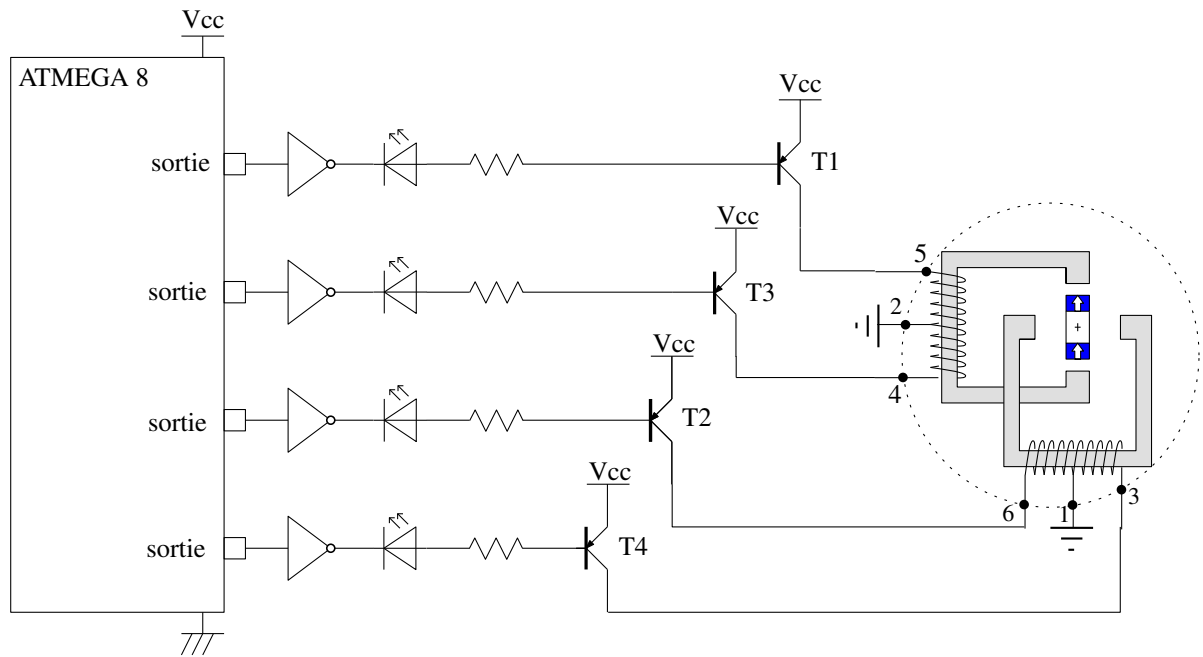 Vcc
ATMEGA 8
Vcc
sortie
T1
Vcc
5
sortie
T3
2
Vcc
4
sortie
T2
Vcc
3
6
1
sortie
T4